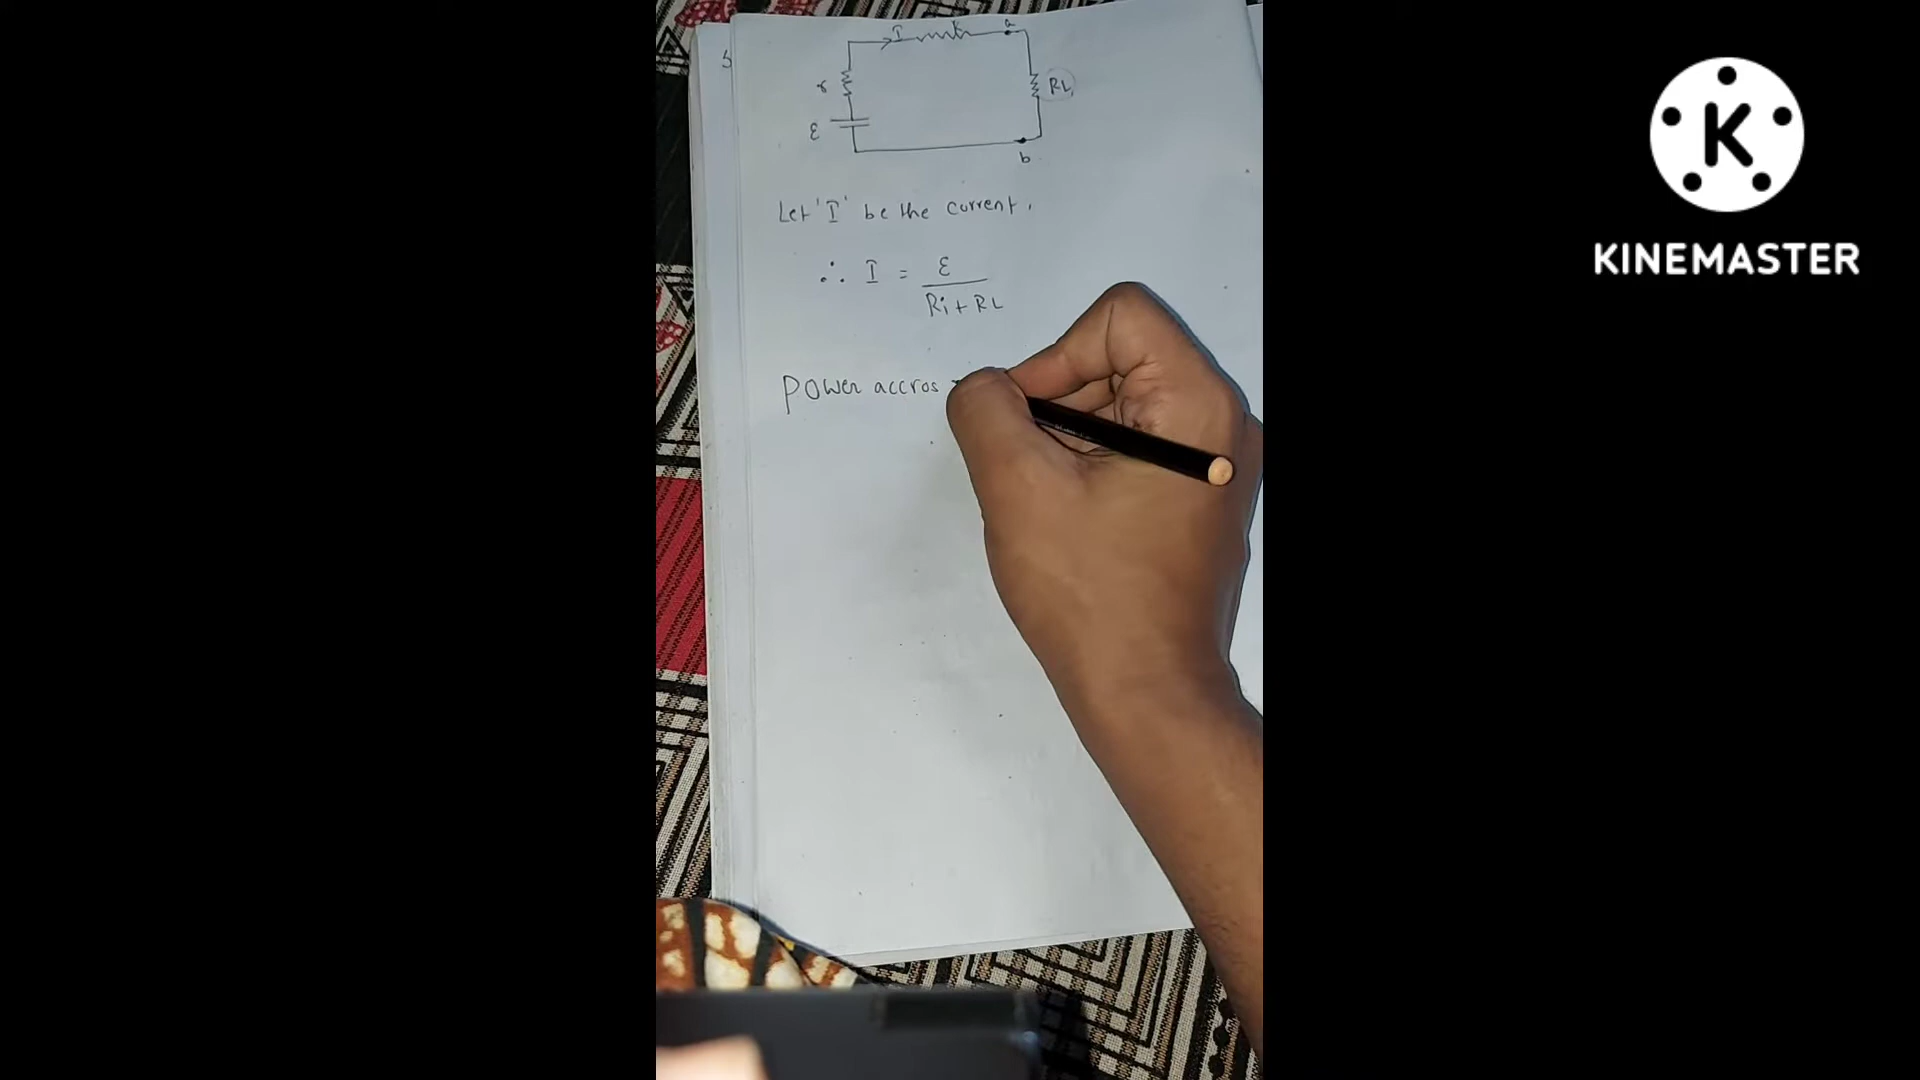 I R a
r
RL
ε
b
Let 'I' be the current.
∴ I = ε / Ri + RL
Power accros
K
KINEMASTER